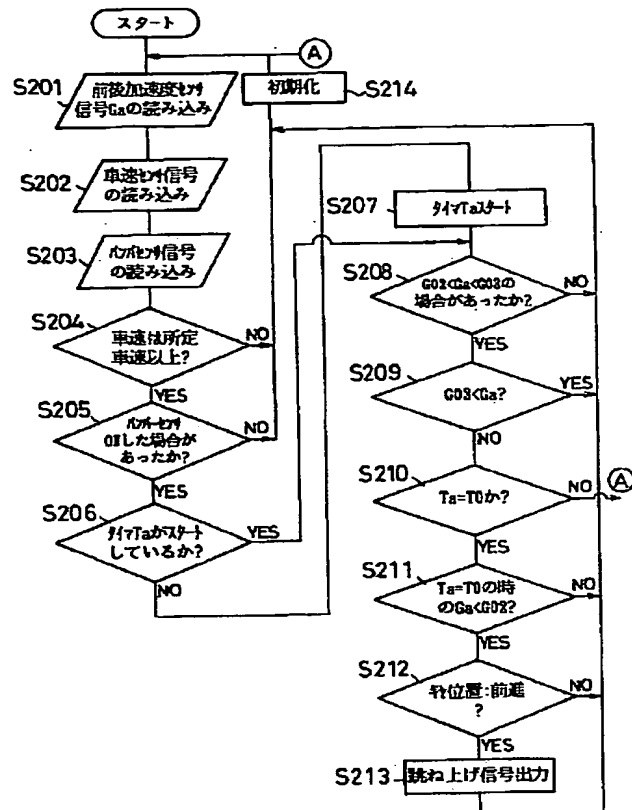 スタート
A
S201
前後加速度センサ
信号Gaの読み込み
初期化
S214
S202
車速センサ信号
の読み込み
S203
バンパセンサ信号
の読み込み
S204
車速は所定
車速以上?
NO
YES
S205
バンパーセンサ
ONした場合が
あったか?
NO
YES
S206
タイマTaがスタート
しているか?
YES
NO
S207
タイマTaスタート
S208
G02<Ga<G03の
場合があったか?
NO
YES
S209
G03<Ga?
YES
NO
S210
Ta=T0か?
NO
A
YES
S211
Ta=T0の時
のGa<G02?
NO
YES
S212
ギヤ位置:前進
?
NO
YES
S213
跳ね上げ信号出力